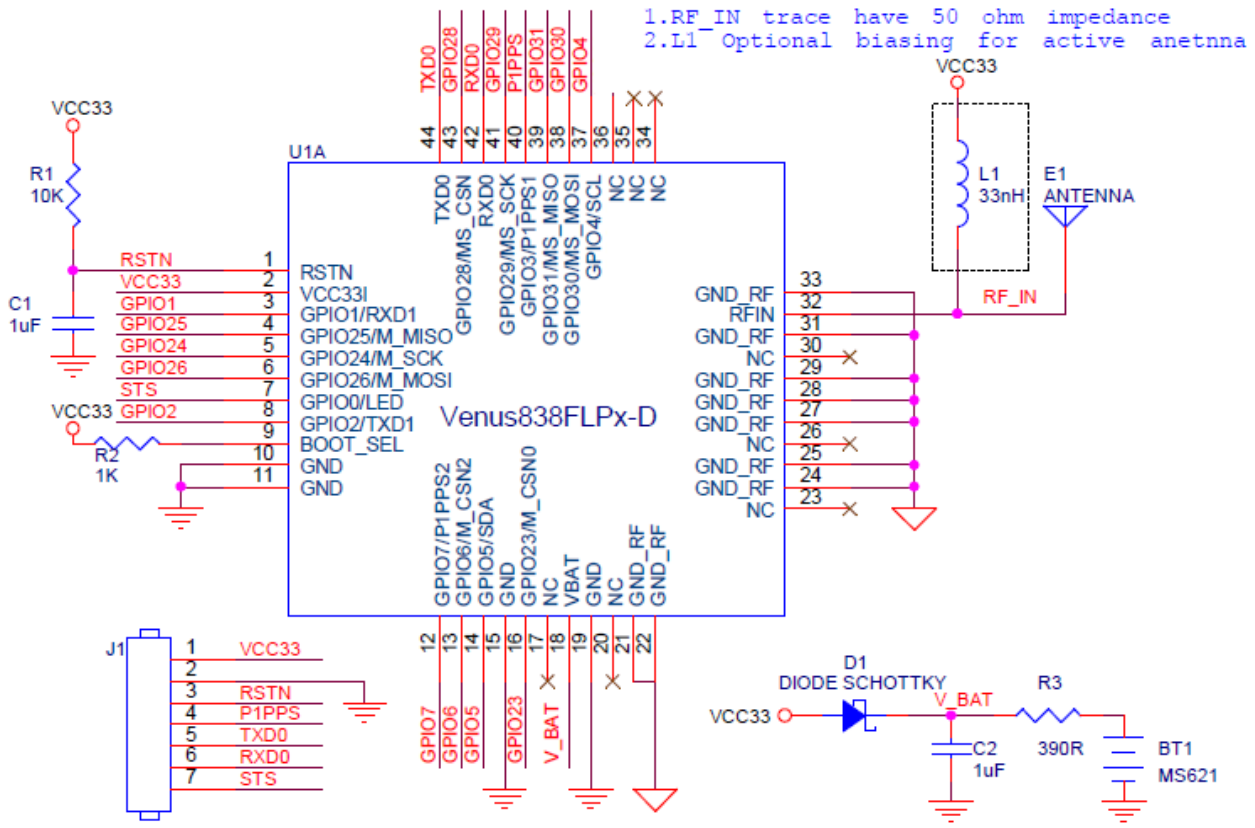 1.RF_IN trace have 50 ohm impedance
2.L1 Optional biasing for active anetnna
TXD0
GPIO28
RXD0
GPIO29
P1PPS
GPIO31
GPIO30
GPIO4
44
43
42
41
40
39
38
37
36
35
34
VCC33
R1
10K
C1
1uF
U1A
TXD0
GPIO28/MS_CSN
RXD0
GPIO29/MS_SCK
GPIO3/P1PPS1
GPIO31/MS_MISO
GPIO30/MS_MOSI
GPIO4/SCL
NC
NC
NC
VCC33
L1
33nH
E1
ANTENNA
RF_IN
RSTN 1 RSTN
VCC33 2 VCC33I
GPIO1 3 GPIO1/RXD1
GPIO25 4 GPIO25/M_MISO
GPIO24 5 GPIO24/M_SCK
GPIO26 6 GPIO26/M_MOSI
STS 7 GPIO0/LED
GPIO2 8 GPIO2/TXD1
9 BOOT_SEL
10 GND
11 GND
VCC33
R2
1K
Venus838FLPx-D
GND_RF 33
RFIN 32
GND_RF 31
NC 30
GND_RF 29
GND_RF 28
GND_RF 27
NC 26
GND_RF 25
GND_RF 24
NC 23
GPIO7/P1PPS2
GPIO6/M_CSN2
GPIO5/SDA
GND
GPIO23/M_CSN0
NC
VBAT
GND
NC
GND_RF
GND_RF
12
13
14
15
16
17
18
19
20
21
22
GPIO7
GPIO6
GPIO5
GPIO23
V_BAT
J1
1 VCC33
2
3 RSTN
4 P1PPS
5 TXD0
6 RXD0
7 STS
D1
DIODE SCHOTTKY
VCC33
V_BAT
R3
390R
C2
1uF
BT1
MS621